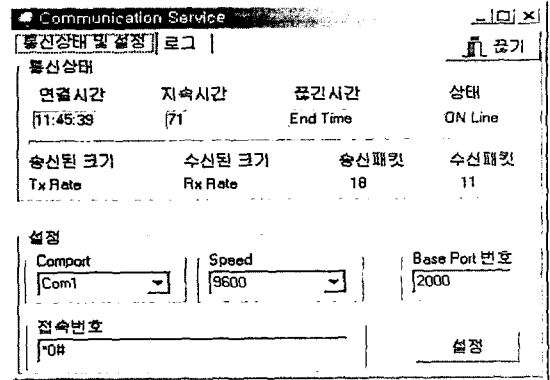 Communication Service
통신상태 및 설정 로그
끊기
통신상태
연결시간 지속시간 끊긴시간 상태
11:45:39 71 End Time ON Line
송신된 크기 수신된 크기 송신패킷 수신패킷
Tx Rate Rx Rate 18 11
설정
Comport Speed Base Port 번호
Com1 9600 2000
접속번호
*0# 설정